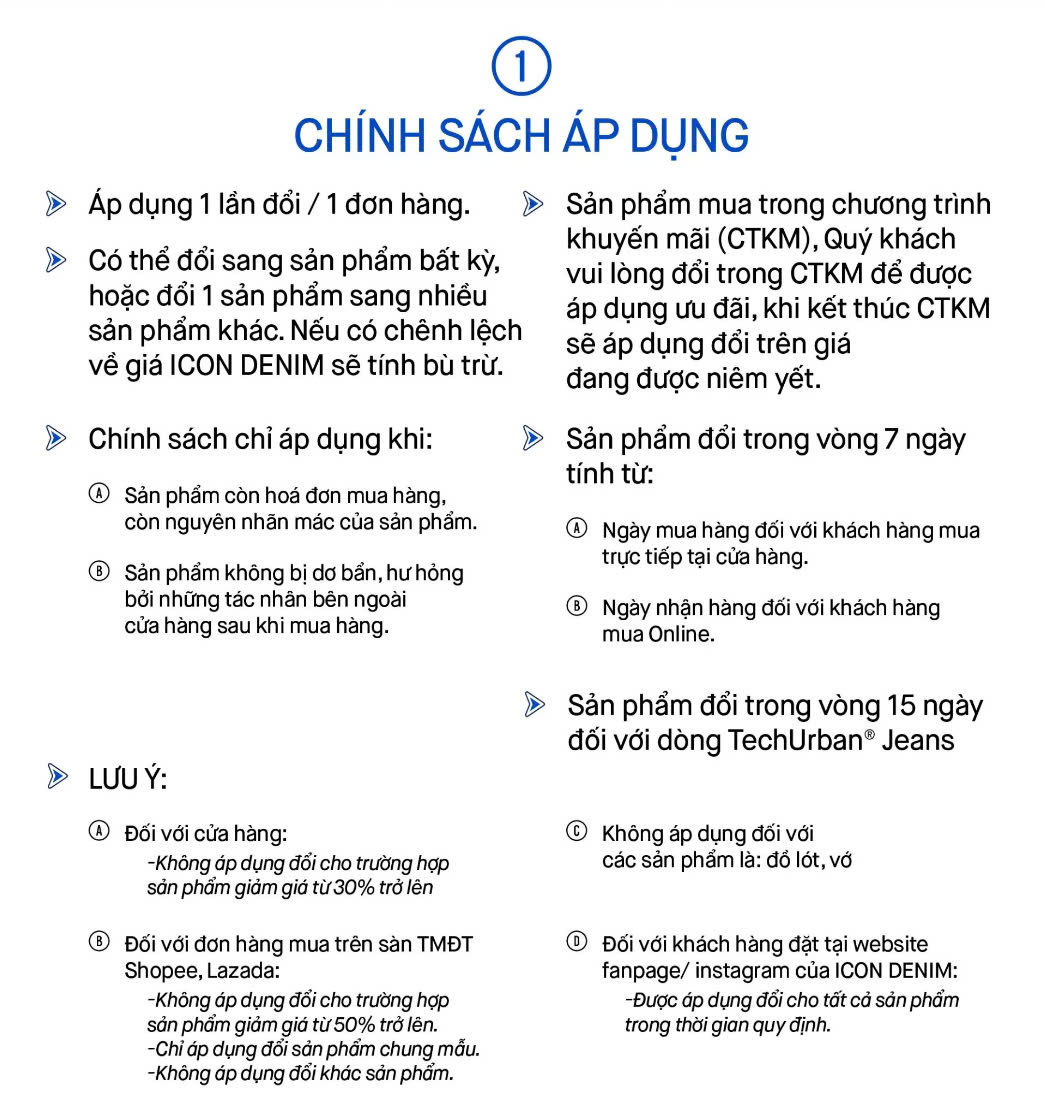 1
CHÍNH SÁCH ÁP DỤNG
Áp dụng 1 lần đổi / 1 đơn hàng.
Có thể đổi sang sản phẩm bất kỳ,
hoặc đổi 1 sản phẩm sang nhiều
sản phẩm khác. Nếu có chênh lệch
về giá ICON DENIM sẽ tính bù trừ.
Sản phẩm mua trong chương trình
khuyến mãi (CTKM), Quý khách
vui lòng đổi trong CTKM để được
áp dụng ưu đãi, khi kết thúc CTKM
sẽ áp dụng đổi trên giá
đang được niêm yết.
Chính sách chỉ áp dụng khi:
A Sản phẩm còn hoá đơn mua hàng,
còn nguyên nhãn mác của sản phẩm.
B Sản phẩm không bị dơ bẩn, hư hỏng
bởi những tác nhân bên ngoài
cửa hàng sau khi mua hàng.
Sản phẩm đổi trong vòng 7 ngày
tính từ:
A Ngày mua hàng đối với khách hàng mua
trực tiếp tại cửa hàng.
B Ngày nhận hàng đối với khách hàng
mua Online.
Sản phẩm đổi trong vòng 15 ngày
đối với dòng TechUrban® Jeans
LƯU Ý:
A Đối với cửa hàng:
-Không áp dụng đổi cho trường hợp
sản phẩm giảm giá từ 30% trở lên
B Đối với đơn hàng mua trên sàn TMĐT
Shopee, Lazada:
-Không áp dụng đổi cho trường hợp
sản phẩm giảm giá từ 50% trở lên.
-Chỉ áp dụng đổi sản phẩm chung mẫu.
-Không áp dụng đổi khác sản phẩm.
C Không áp dụng đối với
các sản phẩm là: đồ lót, vớ
D Đối với khách hàng đặt tại website
fanpage/ instagram của ICON DENIM:
-Được áp dụng đổi cho tất cả sản phẩm
trong thời gian quy định.